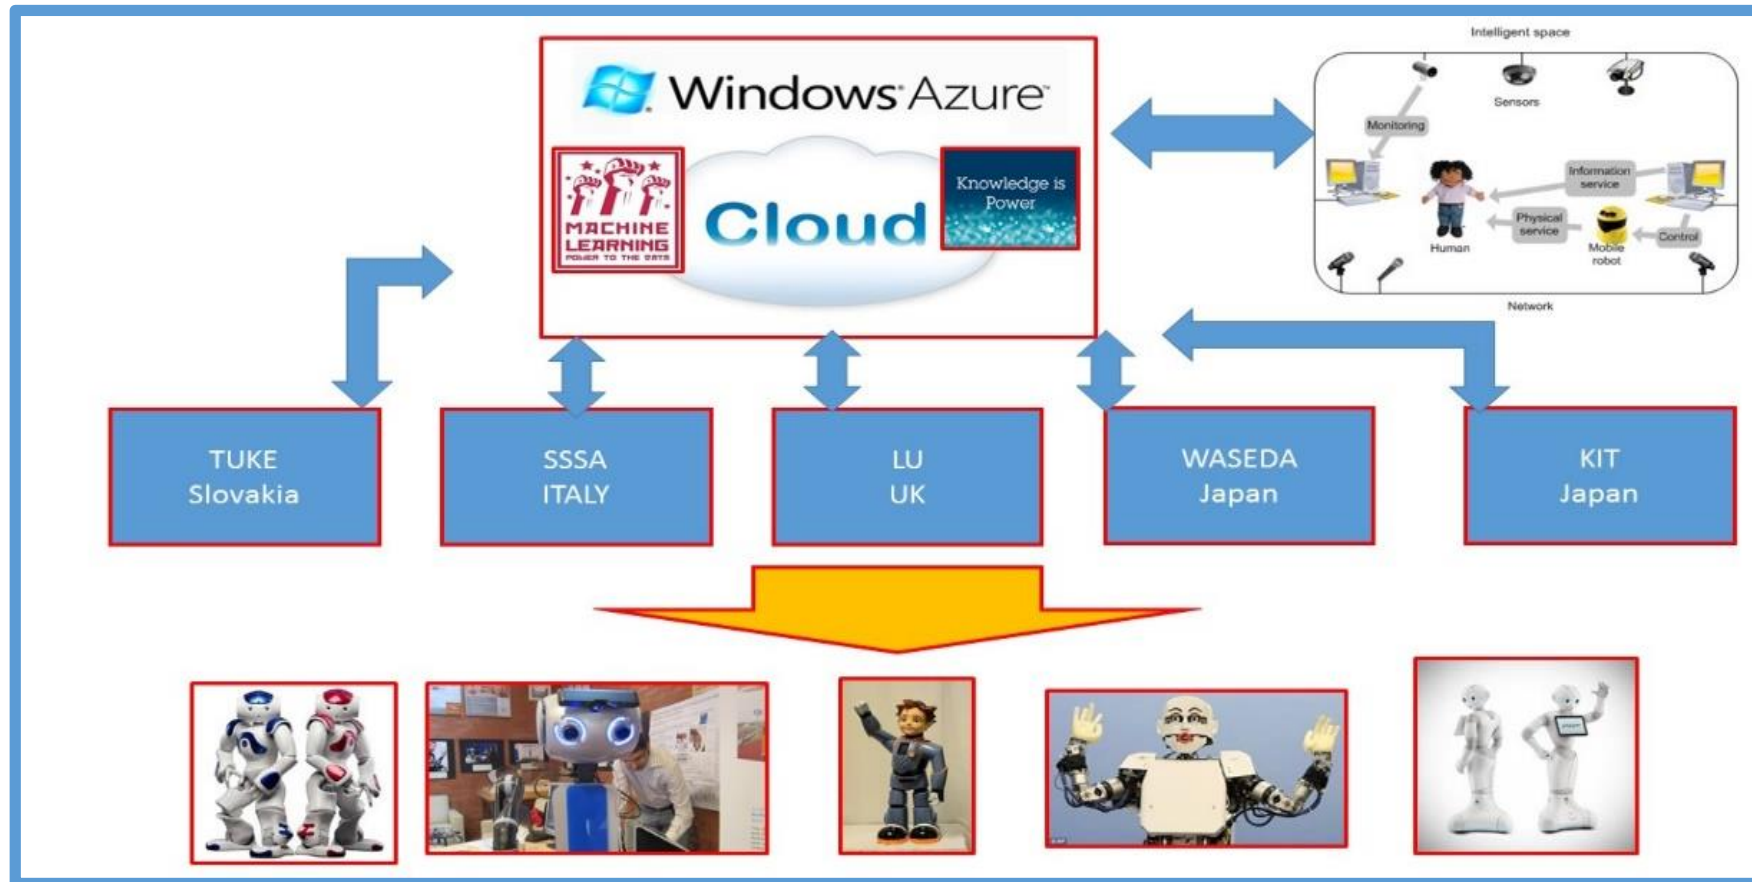 Intelligent space
Windows Azure™
Sensors
Monitoring
MACHINE
LEARNING
POWER TO THE DATA
Cloud
Knowledge is
Power
Information
service
Physical
service
Control
Human
Mobile
robot
Network
TUKE
Slovakia
SSSA
ITALY
LU
UK
WASEDA
Japan
KIT
Japan